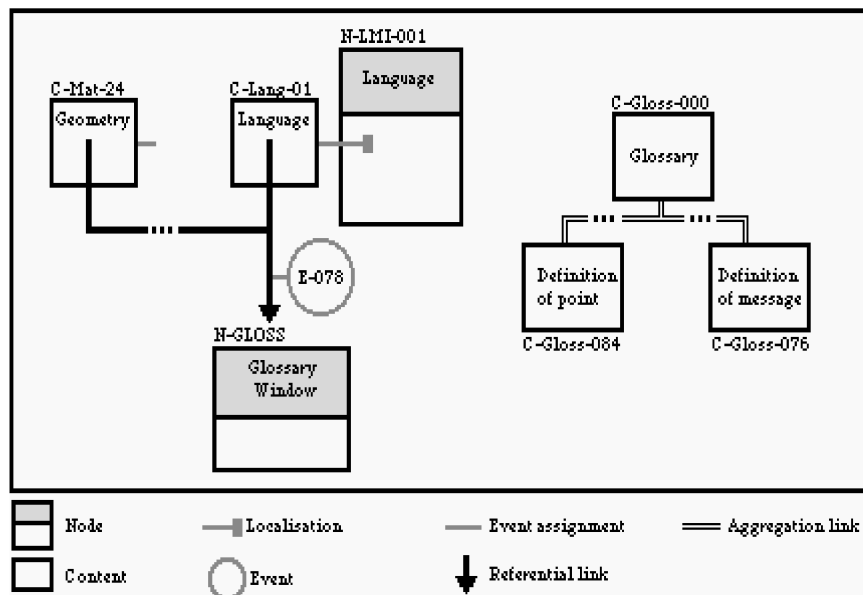 N-LMI-001
Language
C-Mat-24
Geometry
C-Lang-01
Language
C-Gloss-000
Glossary
E-078
Definition
of point
C-Gloss-084
Definition
of message
C-Gloss-076
N-GLOSS
Glossary
Window
Node
Localisation
Event assignment
Aggregation link
Content
Event
Referential link